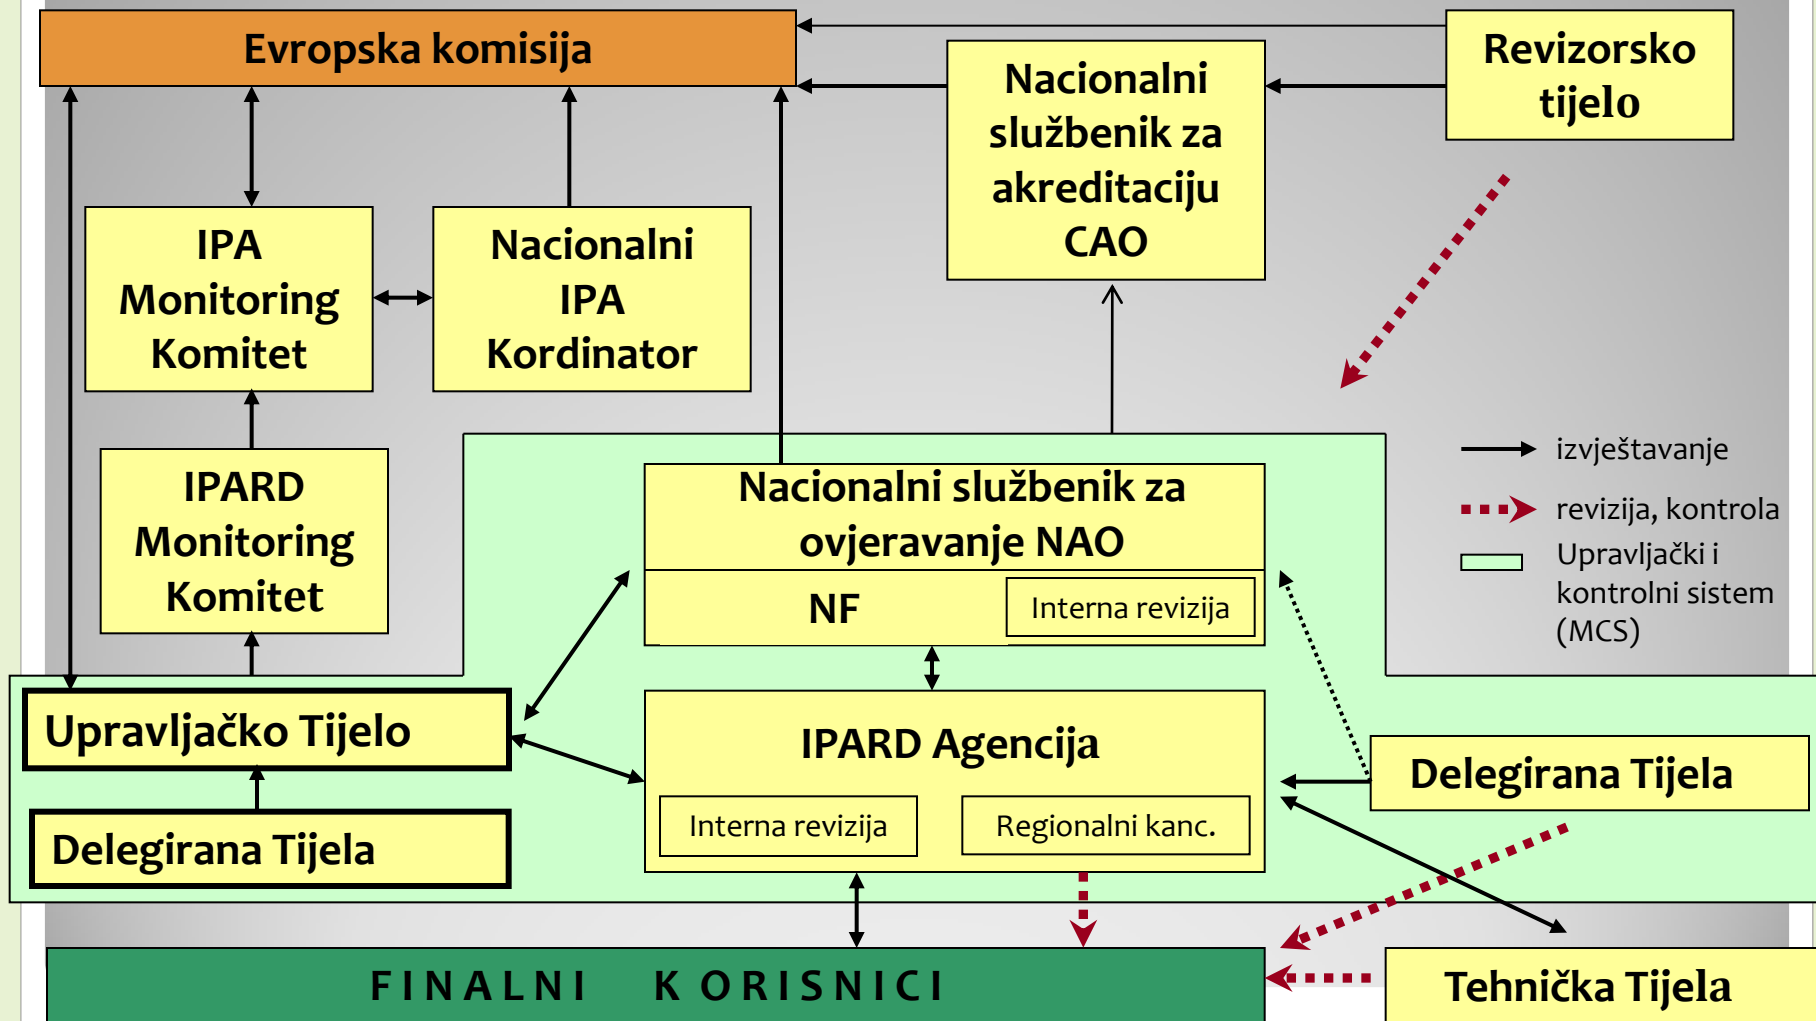 Evropska komisija
Revizorsko
tijelo
Nacionalni
službenik za
akreditaciju
CAO
IPA
Monitoring
Komitet
Nacionalni
IPA
Kordinator
IPARD
Monitoring
Komitet
Nacionalni službenik za
ovjeravanje NAO
NF
Interna revizija
izvještavanje
revizija, kontrola
Upravljački i
kontrolni sistem
(MCS)
Upravljačko Tijelo
Delegirana Tijela
IPARD Agencija
Interna revizija
Regionalni kanc.
Delegirana Tijela
FINALNI KORISNICI
Tehnička Tijela